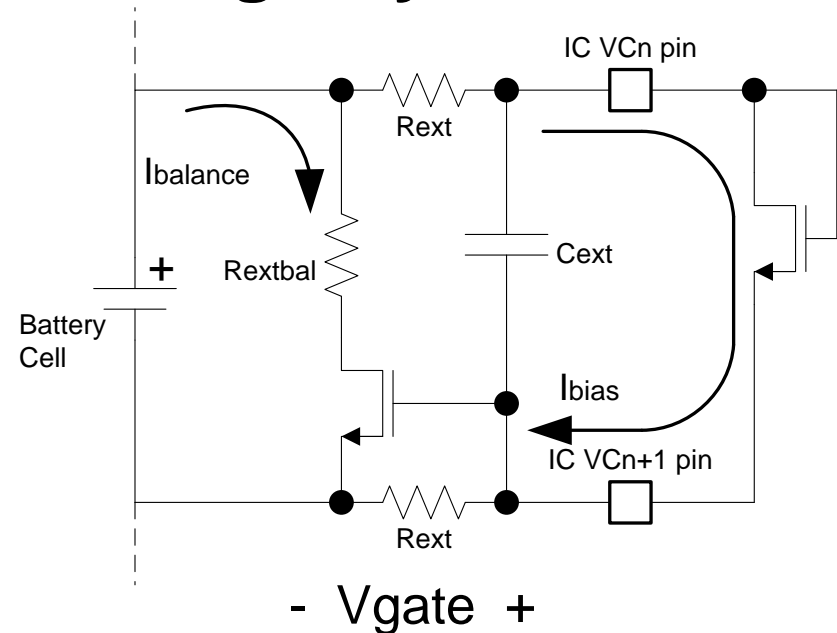 IC VCn pin
Rext
Ibalance
Rextbal
+
Cext
Battery
Cell
Ibias
IC VCn+1 pin
Rext
- Vgate +